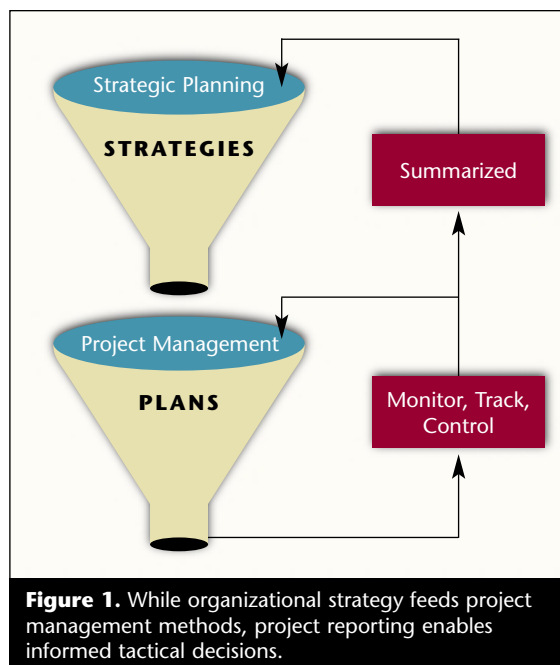 Strategic Planning
STRATEGIES
Summarized
Project Management
PLANS
Monitor, Track,
Control
Figure 1. While organizational strategy feeds project
management methods, project reporting enables
informed tactical decisions.